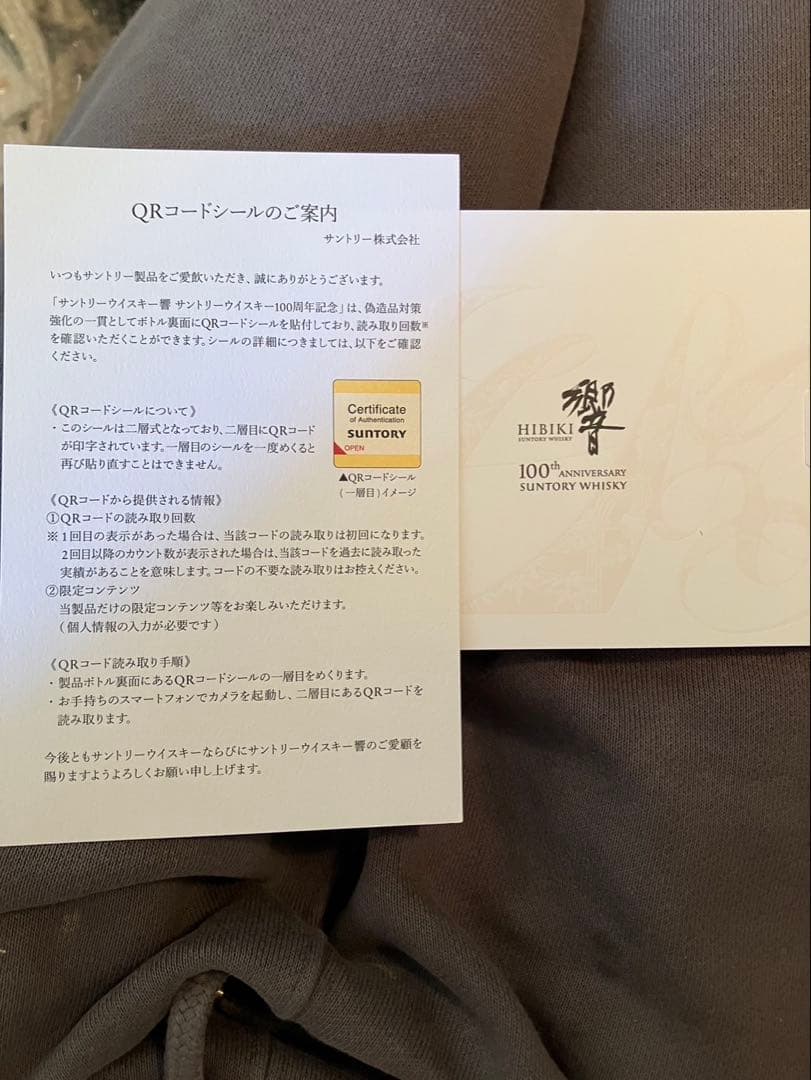 QRコードシールのご案内
サントリー株式会社
いつもサントリー製品をご愛飲いただき、誠にありがとうございます。
「サントリーウイスキー響 サントリーウイスキー100周年記念」は、偽造品対策
強化の一貫としてボトル裏面にQRコードシールを貼付しており、読み取り回数※
を確認いただくことができます。シールの詳細につきましては、以下をご確認
ください。
《QRコードシールについて》
・このシールは二層式となっており、二層目にQRコード
が印字されています。一層目のシールを一度めくると
再び貼り直すことはできません。
Certificate
of Authentication
SUNTORY
OPEN
▲QRコードシール
(一層目)イメージ
《QRコードから提供される情報》
①QRコードの読み取り回数
※1回目の表示があった場合は、当該コードの読み取りは初回になります。
2回目以降のカウント数が表示された場合は、当該コードを過去に読み取った
実績があることを意味します。コードの不要な読み取りはお控えください。
②限定コンテンツ
当製品だけの限定コンテンツ等をお楽しみいただけます。
(個人情報の入力が必要です)
《QRコード読み取り手順》
・製品ボトル裏面にあるQRコードシールの一層目をめくります。
・お手持ちのスマートフォンでカメラを起動し、二層目にあるQRコードを
読み取ります。
今後ともサントリーウイスキーならびにサントリーウイスキー響のご愛顧を
賜りますようよろしくお願い申し上げます。
響
HIBIKI
SUNTORY WHISKY
100th ANNIVERSARY
SUNTORY WHISKY